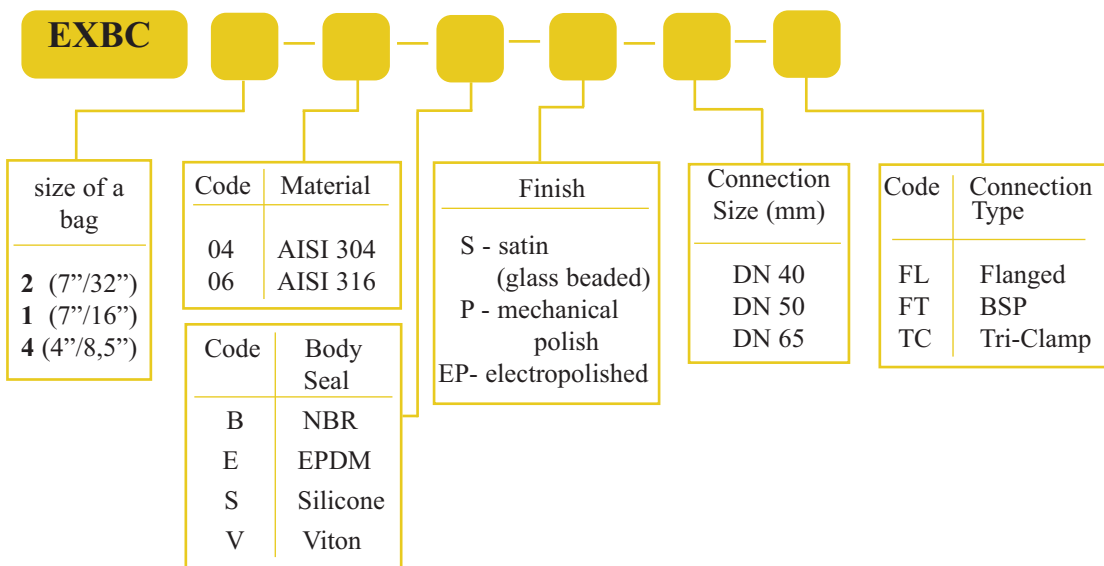 EXBC
size of a
bag
2 (7”/32”)
1 (7”/16”)
4 (4”/8,5”)
Code Material
04 AISI 304
06 AISI 316
Code Body
Seal
B NBR
E EPDM
S Silicone
V Viton
Finish
S - satin
(glass beaded)
P - mechanical
polish
EP- electropolished
Connection
Size (mm)
DN 40
DN 50
DN 65
Code Connection
Type
FL Flanged
FT BSP
TC Tri-Clamp